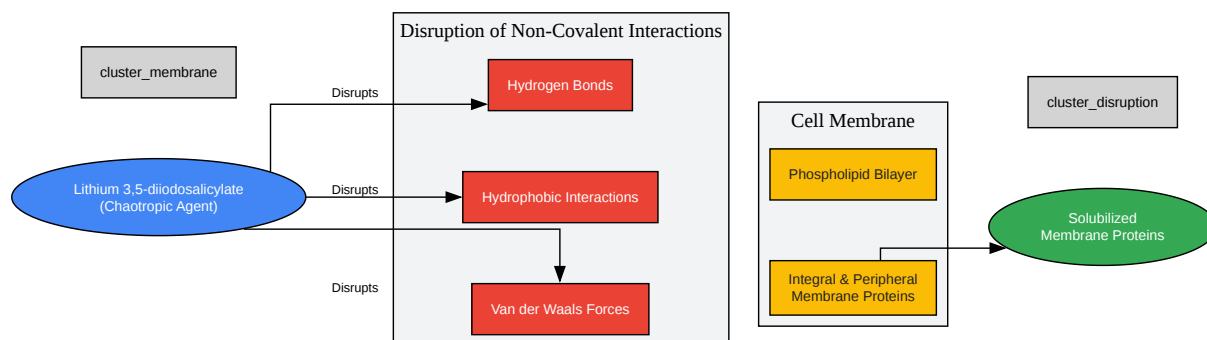 cluster_membrane
Lithium 3,5-diiodosalicylate
(Chaotropic Agent)
Disrupts
Disrupts
Disrupts
Disruption of Non-Covalent Interactions
Hydrogen Bonds
Hydrophobic Interactions
Van der Waals Forces
Cell Membrane
Phospholipid Bilayer
Integral & Peripheral
Membrane Proteins
cluster_disruption
Solubilized
Membrane Proteins